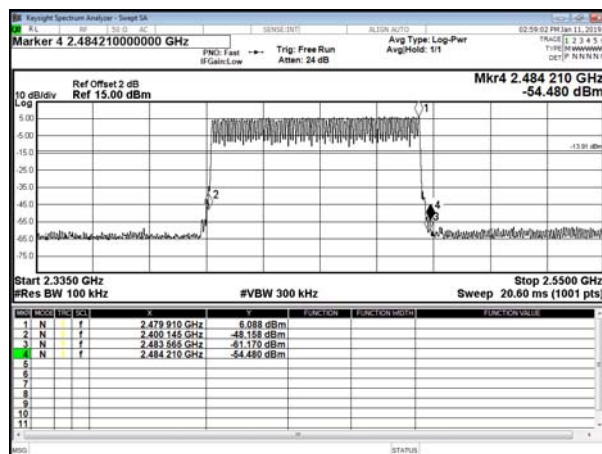 Keysight Spectrum Analyzer - Swept SA
RL RF 50 Ω AC SENSE:INT ALIGN AUTO 02:59:02 PM Jan 11, 2019
Marker 4 2.484210000000 GHz
PNO: Fast
IFGain:Low
Trig: Free Run
Atten: 24 dB
Avg Type: Log-Pwr
Avg|Hold: 1/1
TRACE 1 2 3 4 5
TYPE M
DET P N N N N
Mkr4 2.484 210 GHz
-54.480 dBm
Ref Offset 2 dB
10 dB/div Ref 15.00 dBm
Log
5.00
-5.00
-15.0
-25.0
-35.0
-45.0
-55.0
-65.0
-75.0
1
-13.91 dBm
2
4
3
Start 2.3350 GHz Stop 2.5500 GHz
#Res BW 100 kHz #VBW 300 kHz Sweep 20.60 ms (1001 pts)
MKR MODE TRC SCL X Y FUNCTION FUNCTION WIDTH FUNCTION VALUE
1 N f 2.479 910 GHz 6.088 dBm
2 N f 2.400 145 GHz -48.158 dBm
3 N f 2.483 565 GHz -61.170 dBm
4 N f 2.484 210 GHz -54.480 dBm
5
6
7
8
9
10
11
MSG STATUS